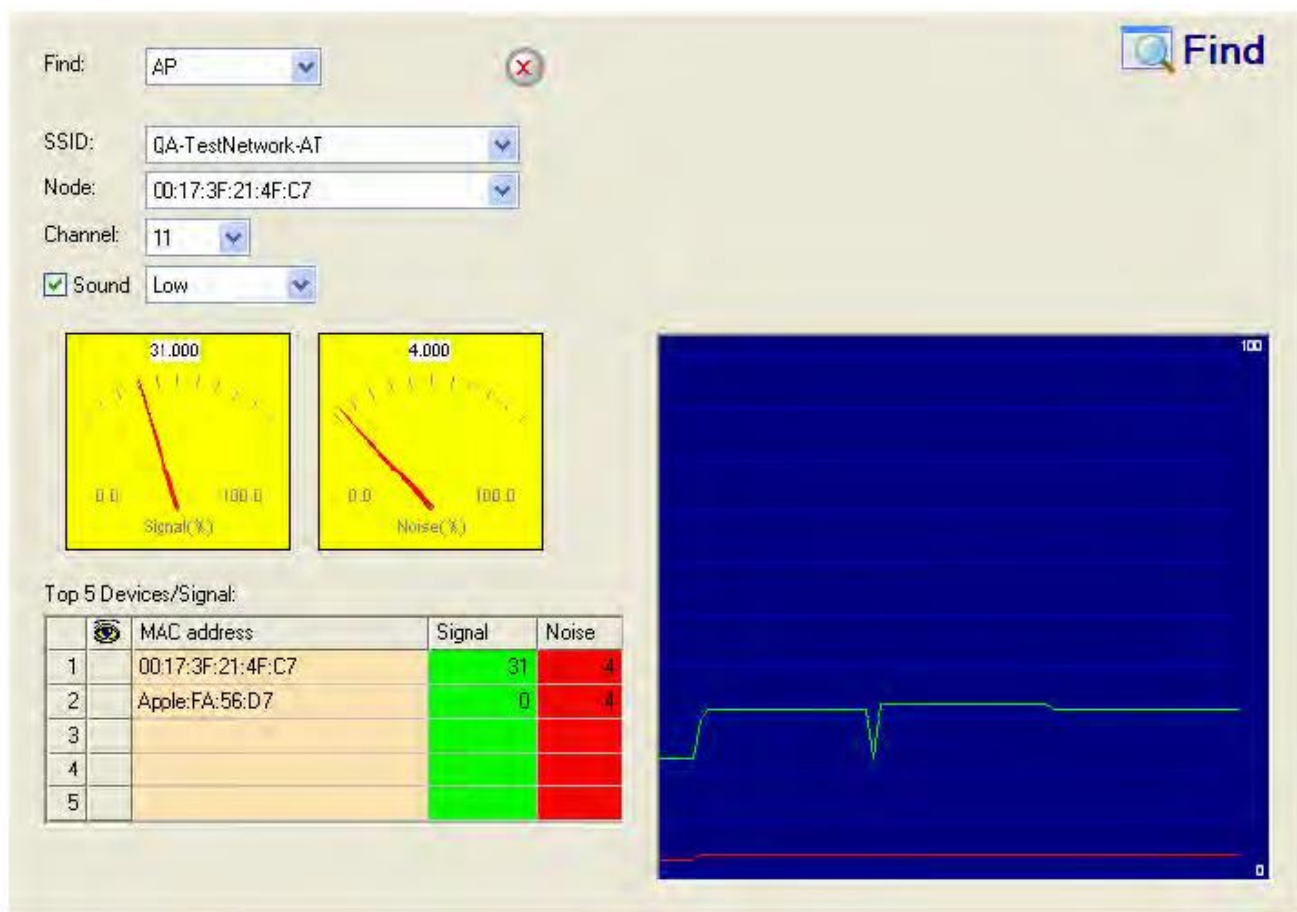 Find
Find: AP
SSID: QA-TestNetwork-AT
Node: 00:17:3F:21:4F:C7
Channel: 11
Sound Low
31.000
0.0 100.0
Signal(%)
4.000
0.0 100.0
Noise(%)
100
0
Top 5 Devices/Signal:
MAC address Signal Noise
1 00:17:3F:21:4F:C7 31 4
2 Apple:FA:56:D7 0 4
3
4
5